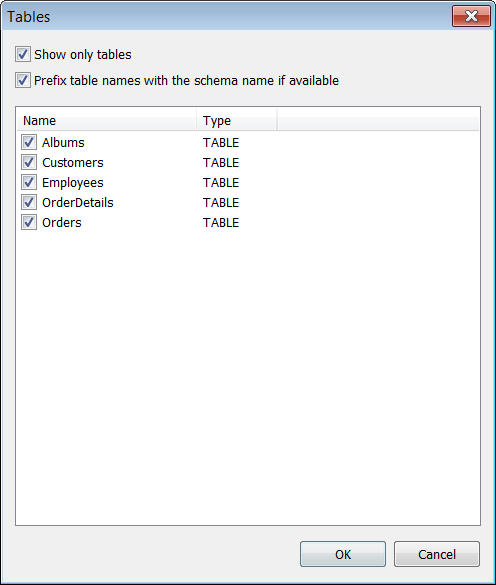 Tables
Show only tables
Prefix table names with the schema name if available
Name Type
Albums TABLE
Customers TABLE
Employees TABLE
OrderDetails TABLE
Orders TABLE
OK Cancel